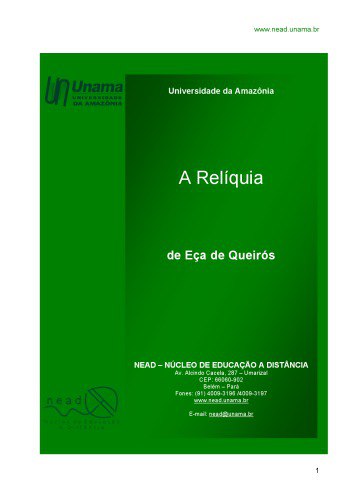 www.nead.unama.br
Unama
UNIVERSIDADE
DA AMAZÔNIA
Universidade da Amazônia
A Relíquia
de Eça de Queirós
NEAD – NÚCLEO DE EDUCAÇÃO A DISTÂNCIA
Av. Alcindo Cacela, 287 – Umarizal
CEP: 66060-902
Belém – Pará
Fones: (91) 4009-3196 /4009-3197
www.nead.unama.br
E-mail: nead@unama.br
nead
1